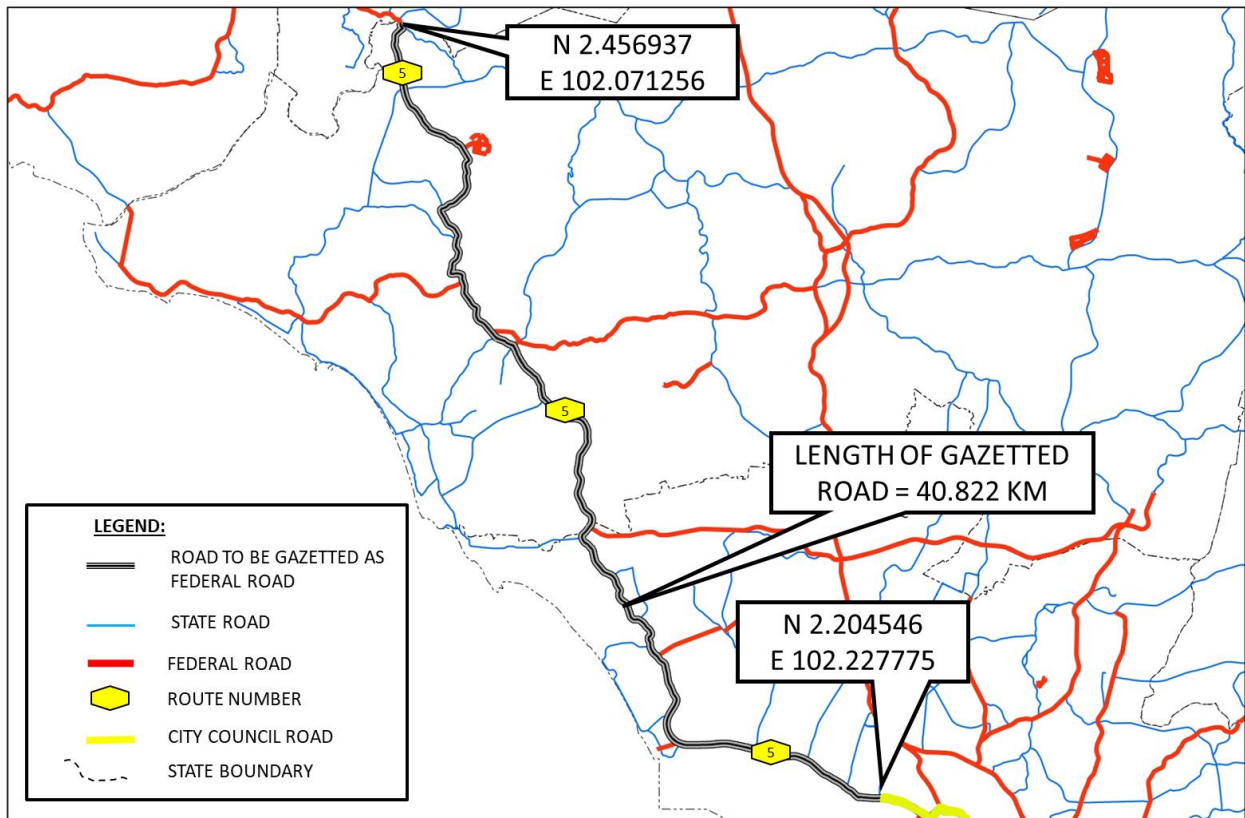 N 2.456937
E 102.071256
5
5
LENGTH OF GAZETTED
ROAD = 40.822 KM
N 2.204546
E 102.227775
5
LEGEND:
ROAD TO BE GAZETTED AS
FEDERAL ROAD
STATE ROAD
FEDERAL ROAD
ROUTE NUMBER
CITY COUNCIL ROAD
STATE BOUNDARY